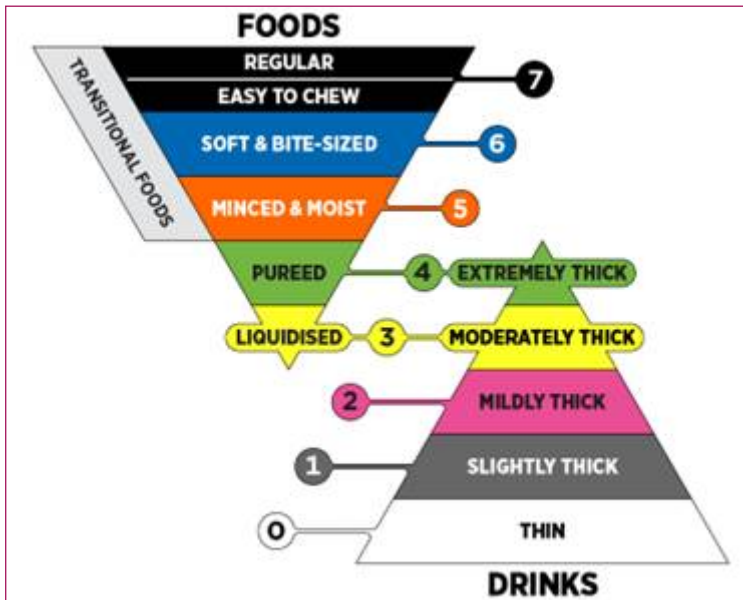 FOODS
TRANSITIONAL FOODS
REGULAR
7
EASY TO CHEW
SOFT & BITE-SIZED
6
MINCED & MOIST
5
PUREED
4
EXTREMELY THICK
LIQUIDISED
3
MODERATELY THICK
2
MILDLY THICK
1
SLIGHTLY THICK
0
THIN
DRINKS